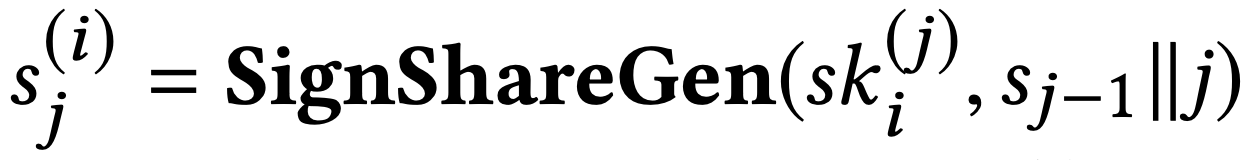 s_j^{(i)} = SignShareGen(sk_i^{(j)}, s_{j−1}‖j)